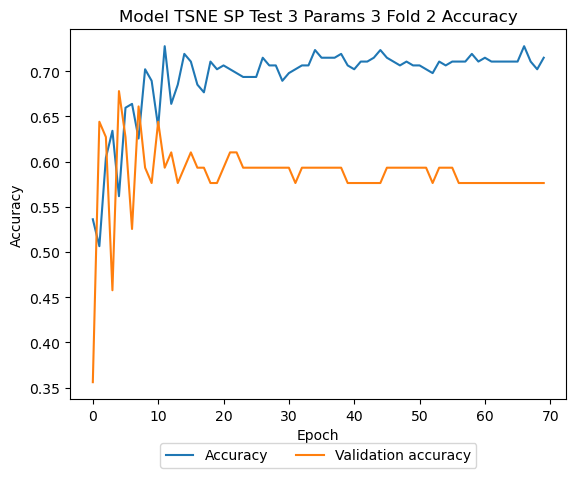 Model TSNE SP Test 3 Params 3 Fold 2 Accuracy
0.70
0.65
0.60
0.55
0.50
0.45
0.40
0.35
Accuracy
0 10 20 30 40 50 60 70
Epoch
Accuracy Validation accuracy